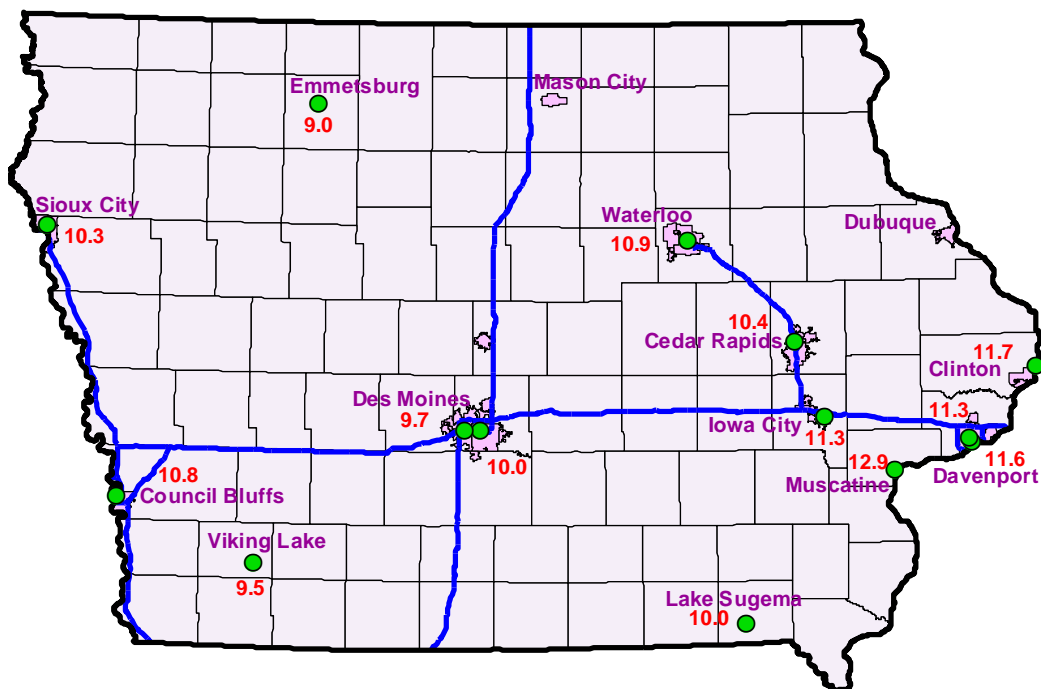 Mason City
Emmetsburg
9.0
Sioux City
10.3
Waterloo
10.9
Dubuque
10.4
Cedar Rapids
11.7
Clinton
Des Moines
9.7
11.3
Iowa City
11.3
10.0
12.9
11.6
10.8
Muscatine
Davenport
Council Bluffs
Viking Lake
9.5
Lake Sugema
10.0